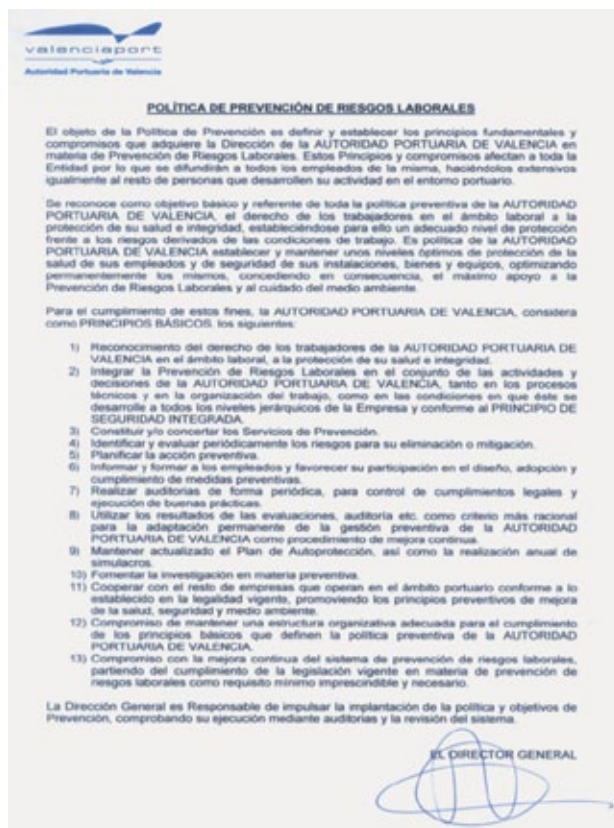 valenciaport
Autoridad Portuaria de Valencia
POLÍTICA DE PREVENCIÓN DE RIESGOS LABORALES
El objeto de la Política de Prevención es definir y establecer los principios fundamentales y
compromisos que adquiere la Dirección de la AUTORIDAD PORTUARIA DE VALENCIA en
materia de Prevención de Riesgos Laborales. Estos Principios y compromisos afectan a toda la
Entidad por lo que se difundirán a todos los empleados de la misma, haciéndolos extensivos
igualmente al resto de personas que desarrollen su actividad en el entorno portuario.
Se reconoce como objetivo básico y referente de toda la política preventiva de la AUTORIDAD
PORTUARIA DE VALENCIA, el derecho de los trabajadores en el ámbito laboral a la
protección de su salud e integridad, estableciéndose para ello un adecuado nivel de protección
frente a los riesgos derivados de las condiciones de trabajo. Es política de la AUTORIDAD
PORTUARIA DE VALENCIA establecer y mantener unos niveles óptimos de protección de la
salud de sus empleados y de seguridad de sus instalaciones, bienes y equipos, optimizando
permanentemente los mismos, concediendo en consecuencia, el máximo apoyo a la
Prevención de Riesgos Laborales y al cuidado del medio ambiente.
Para el cumplimiento de estos fines, la AUTORIDAD PORTUARIA DE VALENCIA, considera
como PRINCIPIOS BÁSICOS, los siguientes:
1) Reconocimiento del derecho de los trabajadores de la AUTORIDAD PORTUARIA DE
VALENCIA en el ámbito laboral, a la protección de su salud e integridad.
2) Integrar la Prevención de Riesgos Laborales en el conjunto de las actividades y
decisiones de la AUTORIDAD PORTUARIA DE VALENCIA, tanto en los procesos
técnicos y en la organización del trabajo, como en las condiciones en que éste se
desarrolle a todos los niveles jerárquicos de la Empresa y conforme al PRINCIPIO DE
SEGURIDAD INTEGRADA.
3) Constituir y/o concertar los Servicios de Prevención.
4) Identificar y evaluar periódicamente los riesgos para su eliminación o mitigación.
5) Planificar la acción preventiva.
6) Informar y formar a los empleados y favorecer su participación en el diseño, adopción y
cumplimiento de medidas preventivas.
7) Realizar auditorias de forma periódica, para control de cumplimientos legales y
ejecución de buenas prácticas.
8) Utilizar los resultados de las evaluaciones, auditoría etc. como criterio más racional
para la adaptación permanente de la gestión preventiva de la AUTORIDAD
PORTUARIA DE VALENCIA como procedimiento de mejora continua.
9) Mantener actualizado el Plan de Autoprotección, así como la realización anual de
simulacros.
10) Fomentar la investigación en materia preventiva.
11) Cooperar con el resto de empresas que operan en el ámbito portuario conforme a lo
establecido en la legalidad vigente, promoviendo los principios preventivos de mejora
de la salud, seguridad y medio ambiente.
12) Compromiso de mantener una estructura organizativa adecuada para el cumplimiento
de los principios básicos que definen la política preventiva de la AUTORIDAD
PORTUARIA DE VALENCIA.
13) Compromiso con la mejora continua del sistema de prevención de riesgos laborales,
partiendo del cumplimiento de la legislación vigente en materia de prevención de
riesgos laborales como requisito mínimo imprescindible y necesario.
La Dirección General es Responsable de impulsar la implantación de la política y objetivos de
Prevención, comprobando su ejecución mediante auditorias y la revisión del sistema.
EL DIRECTOR GENERAL